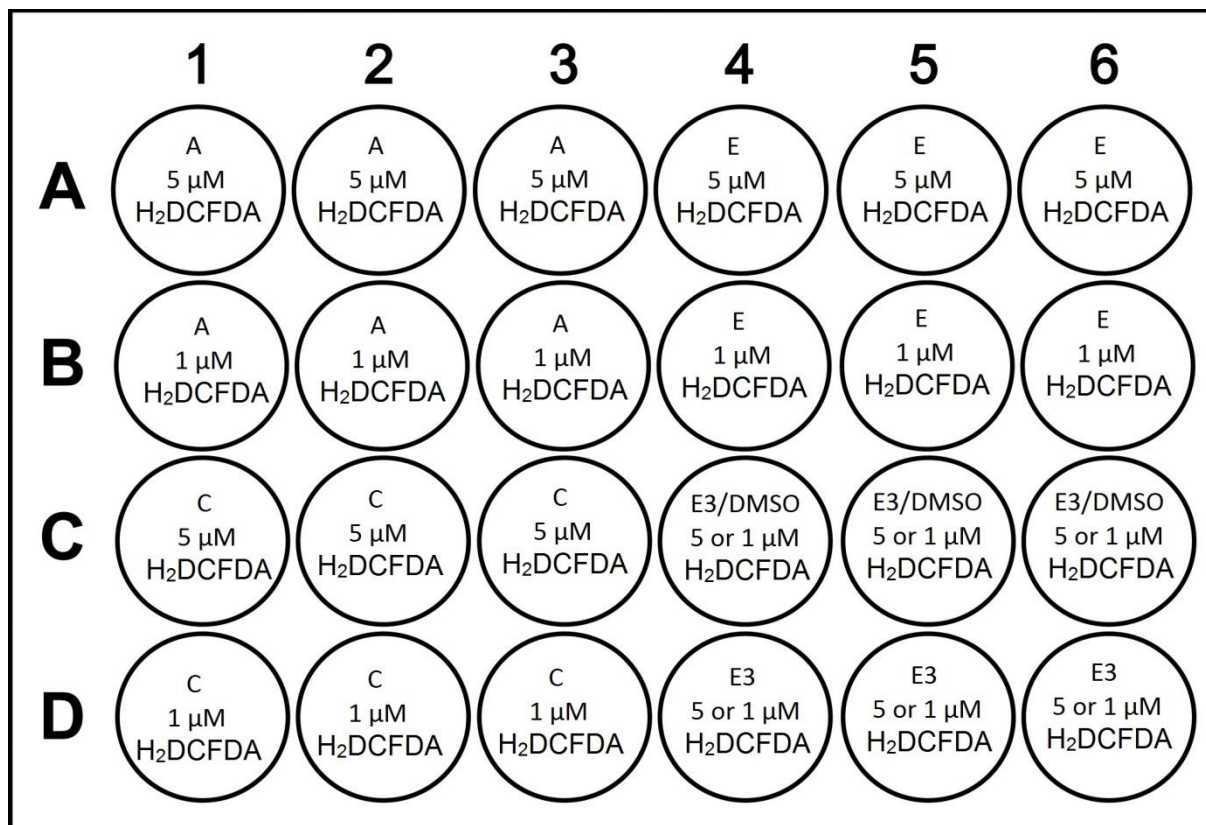 1 2 3 4 5 6
A
A
5 µM
H₂DCFDA
A
5 µM
H₂DCFDA
A
5 µM
H₂DCFDA
E
5 µM
H₂DCFDA
E
5 µM
H₂DCFDA
E
5 µM
H₂DCFDA
B
A
1 µM
H₂DCFDA
A
1 µM
H₂DCFDA
A
1 µM
H₂DCFDA
E
1 µM
H₂DCFDA
E
1 µM
H₂DCFDA
E
1 µM
H₂DCFDA
C
C
5 µM
H₂DCFDA
C
5 µM
H₂DCFDA
C
5 µM
H₂DCFDA
E3/DMSO
5 or 1 µM
H₂DCFDA
E3/DMSO
5 or 1 µM
H₂DCFDA
E3/DMSO
5 or 1 µM
H₂DCFDA
D
C
1 µM
H₂DCFDA
C
1 µM
H₂DCFDA
C
1 µM
H₂DCFDA
E3
5 or 1 µM
H₂DCFDA
E3
5 or 1 µM
H₂DCFDA
E3
5 or 1 µM
H₂DCFDA